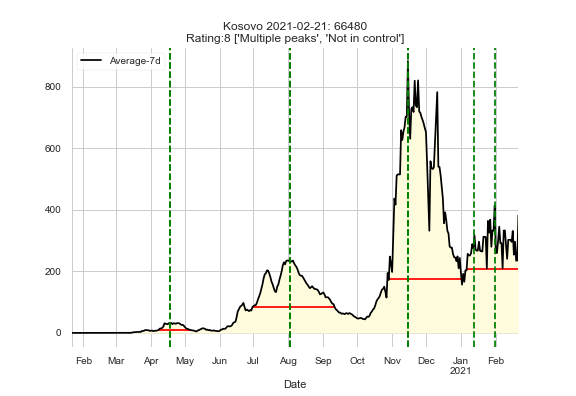 Kosovo 2021-02-21: 66480
Rating:8 ['Multiple peaks', 'Not in control']
Average-7d
800
600
400
200
0
Feb Mar Apr May Jun Jul Aug Sep Oct Nov Dec Jan Feb
2021
Date